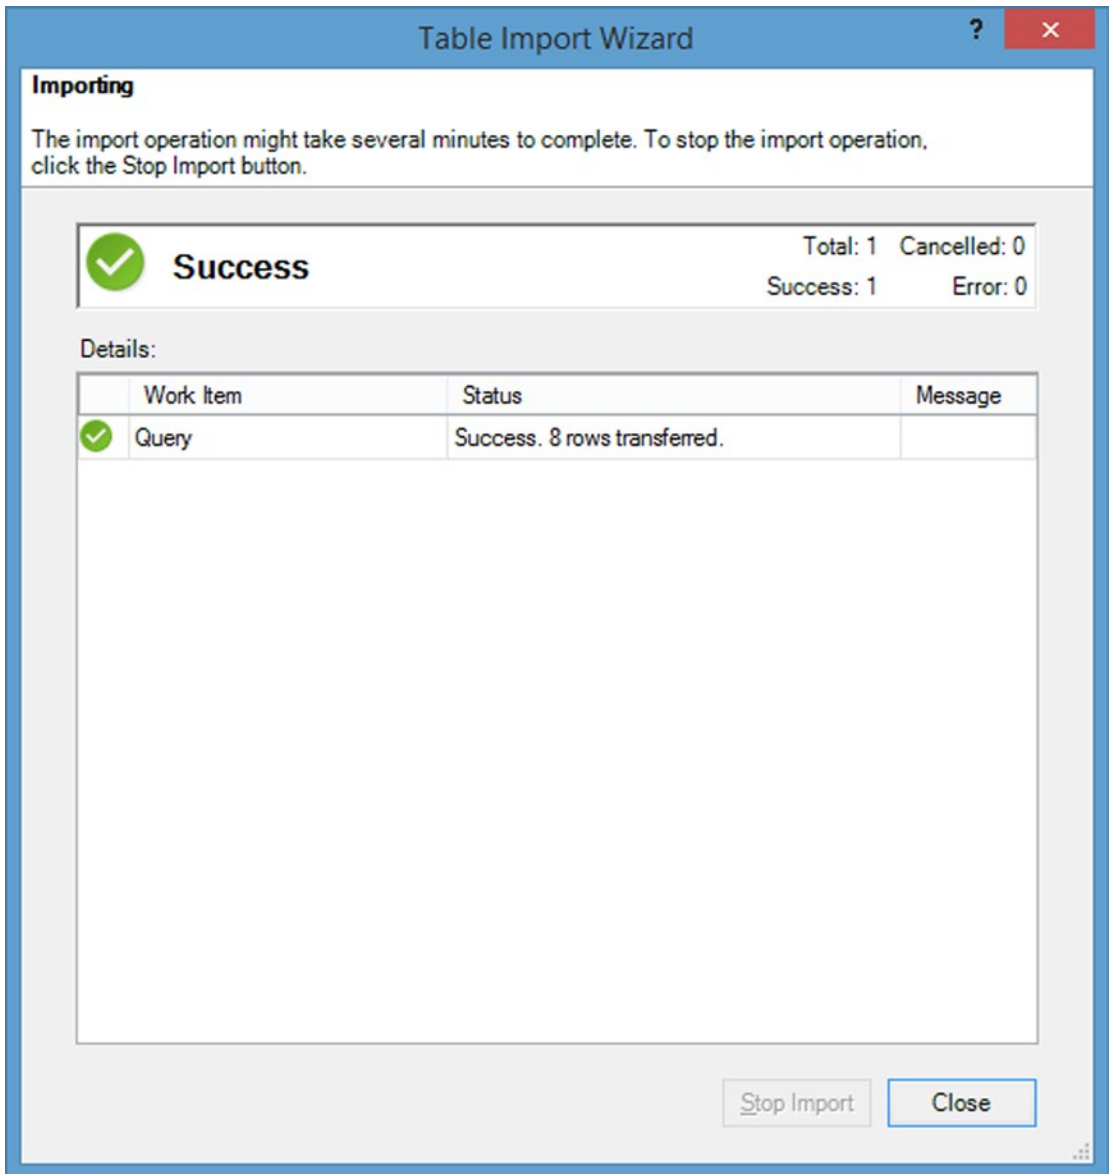 Table Import Wizard
?
Importing
The import operation might take several minutes to complete. To stop the import operation,
click the Stop Import button.
Success
Total: 1 Cancelled: 0
Success: 1 Error: 0
Details:
Work Item Status Message
Query Success. 8 rows transferred.
Stop Import Close